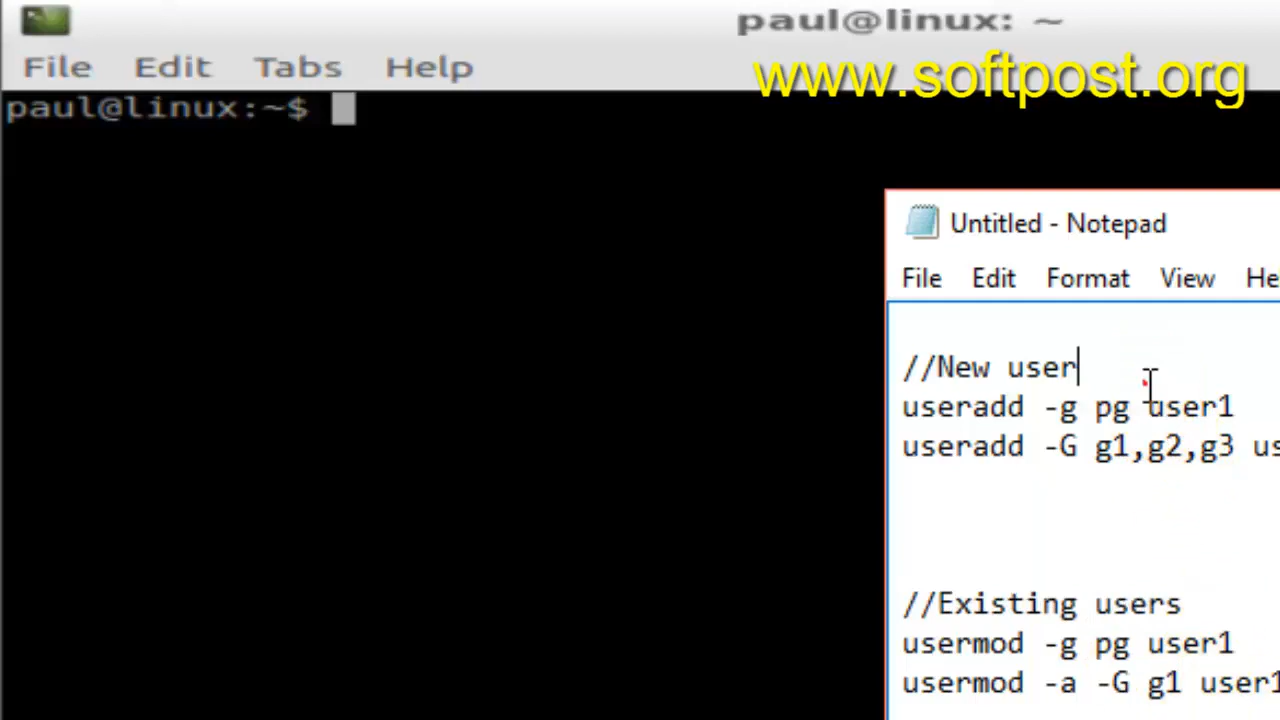 paul@linux: ~
www.softpost.org
File Edit Tabs Help
paul@linux:~$
Untitled - Notepad
File Edit Format View
//New user
useradd -g pg user1
useradd -G g1,g2,g3
//Existing users
usermod -g pg user1
usermod -a -G g1 user1